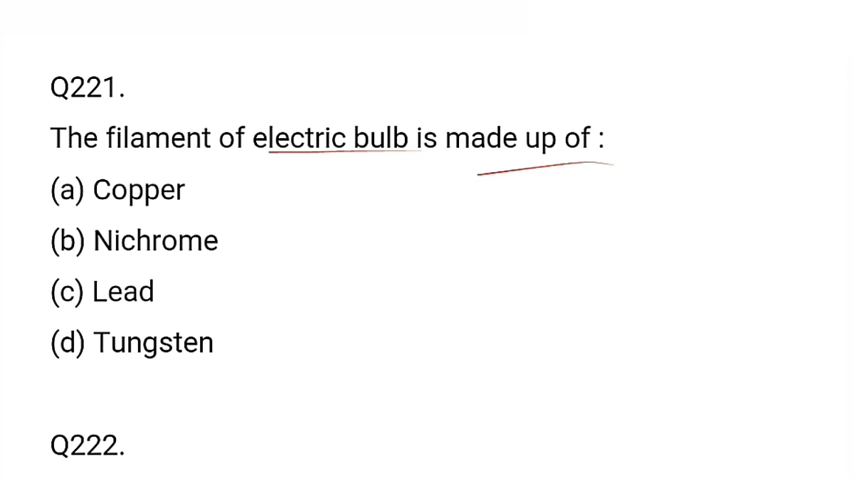 Q221.
The filament of electric bulb is made up of :
(a) Copper
(b) Nichrome
(c) Lead
(d) Tungsten
Q222.